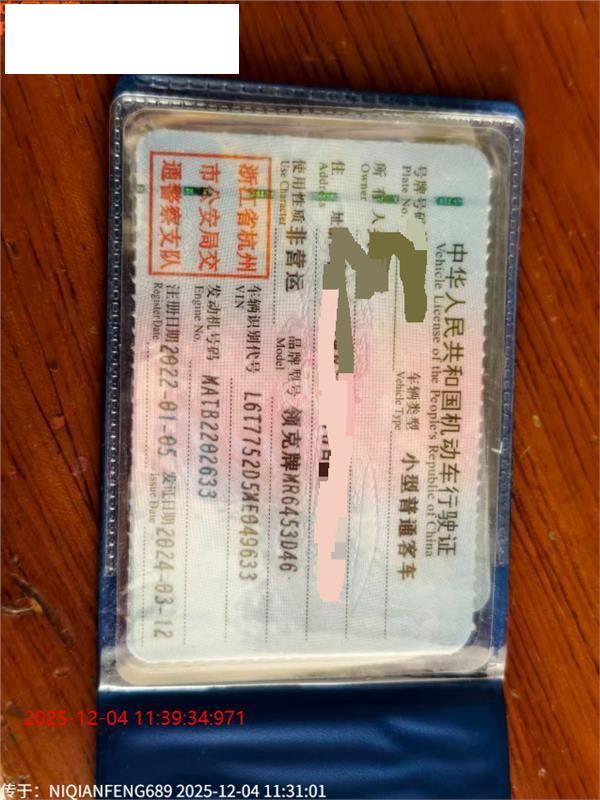 中华人民共和国机动车行驶证
Vehicle License of the People's Republic of China
号牌号码
Plate No.
车辆类型
Vehicle Type
小型普通客车
所有人
Owner
住 址
Address
使用性质
Use Character
非营运
品牌型号
Model
领克牌MR6453D46
浙江省杭州
市公安局交
通警察支队
车辆识别代号
VIN
L6T7752D5ME049633
发动机号码
Engine No.
MATB2202633
注册日期
Register Date
2022-01-05
发证日期
Issue Date
2024-03-12
2025-12-04 11:39:34:971
传于：NIQIANFENG689 2025-12-04 11:31:01